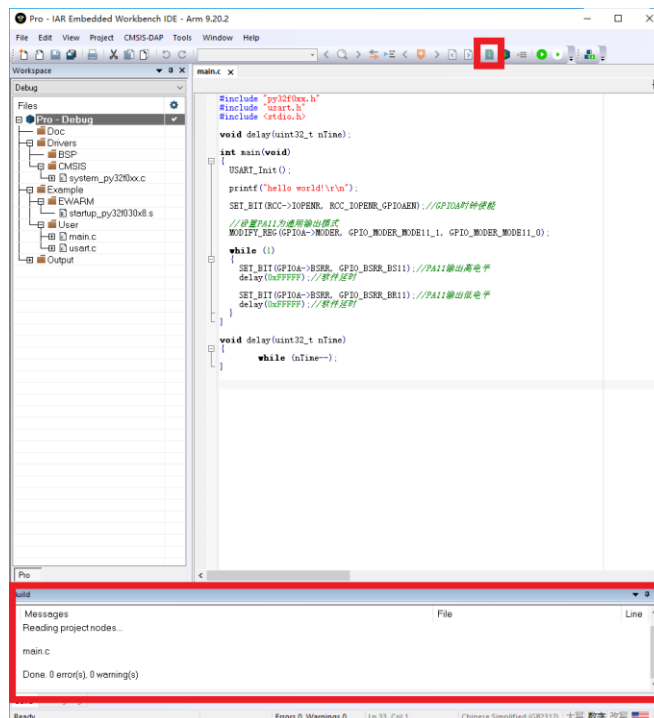 Pro - IAR Embedded Workbench IDE - Arm 9.20.2
File Edit View Project CMSIS-DAP Tools Window Help
Workspace
main.c
Debug
Files
Pro - Debug
Doc
Drivers
BSP
CMSIS
system_py32f0xx.c
Example
EWARM
startup_py32f030x8.s
User
main.c
usart.c
Output
#include "py32f0xx.h"
#include "usart.h"
#include <stdio.h>
void delay(uint32_t nTime);
int main(void)
{
USART_Init();
printf("hello world!\r\n");
SET_BIT(RCC->IOPENR, RCC_IOPENR_GPIOAEN);//GPIOA时钟使能
//设置PA11为通用输出模式
MODIFY_REG(GPIOA->MODER, GPIO_MODER_MODE11_1, GPIO_MODER_MODE11_0);
while (1)
{
SET_BIT(GPIOA->BSRR, GPIO_BSRR_BS11);//PA11输出高电平
delay(0xFFFFF);//软件延时
SET_BIT(GPIOA->BSRR, GPIO_BSRR_BR11);//PA11输出低电平
delay(0xFFFFF);//软件延时
}
}
void delay(uint32_t nTime)
{
while (nTime--);
}
Pro
Build
Messages File Line
Reading project nodes...
main.c
Done. 0 error(s), 0 warning(s)
Ready Errors 0, Warnings 0 Ln 33, Col 1 Chinese Simplified (GB2312) 大写 数字 改写